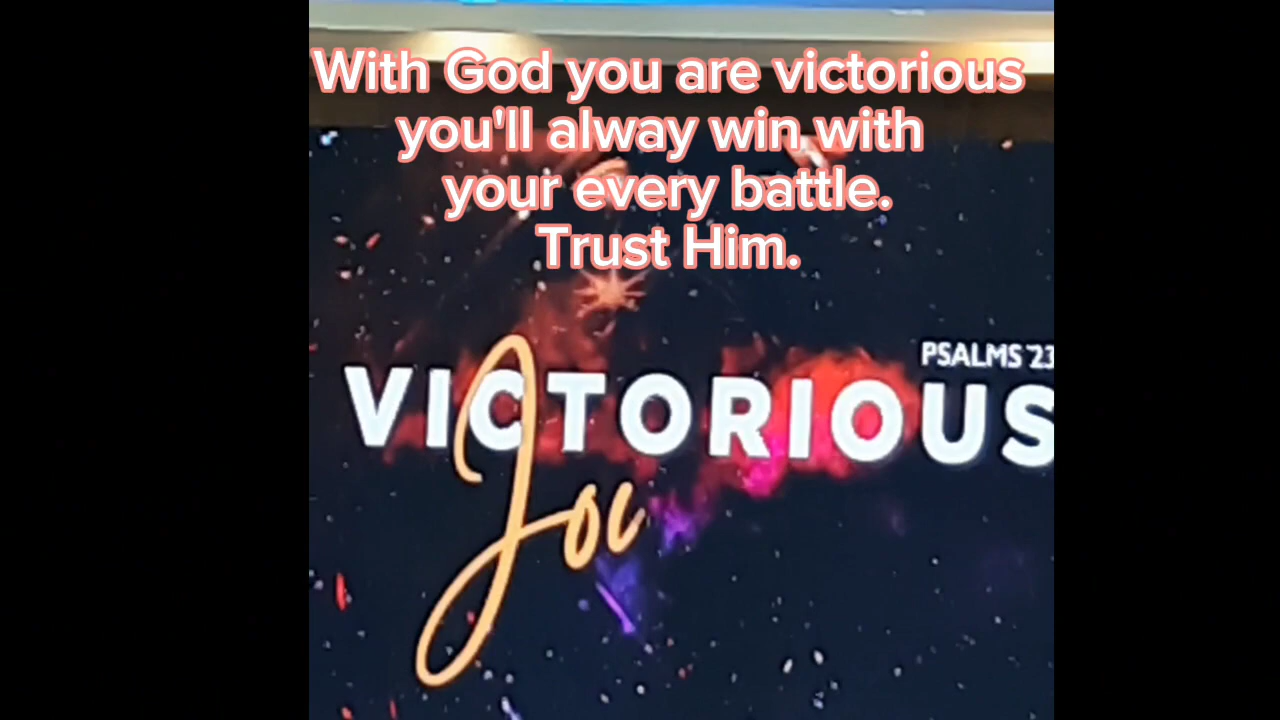 With God you are victorious
you'll alway win with
your every battle.
Trust Him.
PSALMS 23
VICTORIOUS